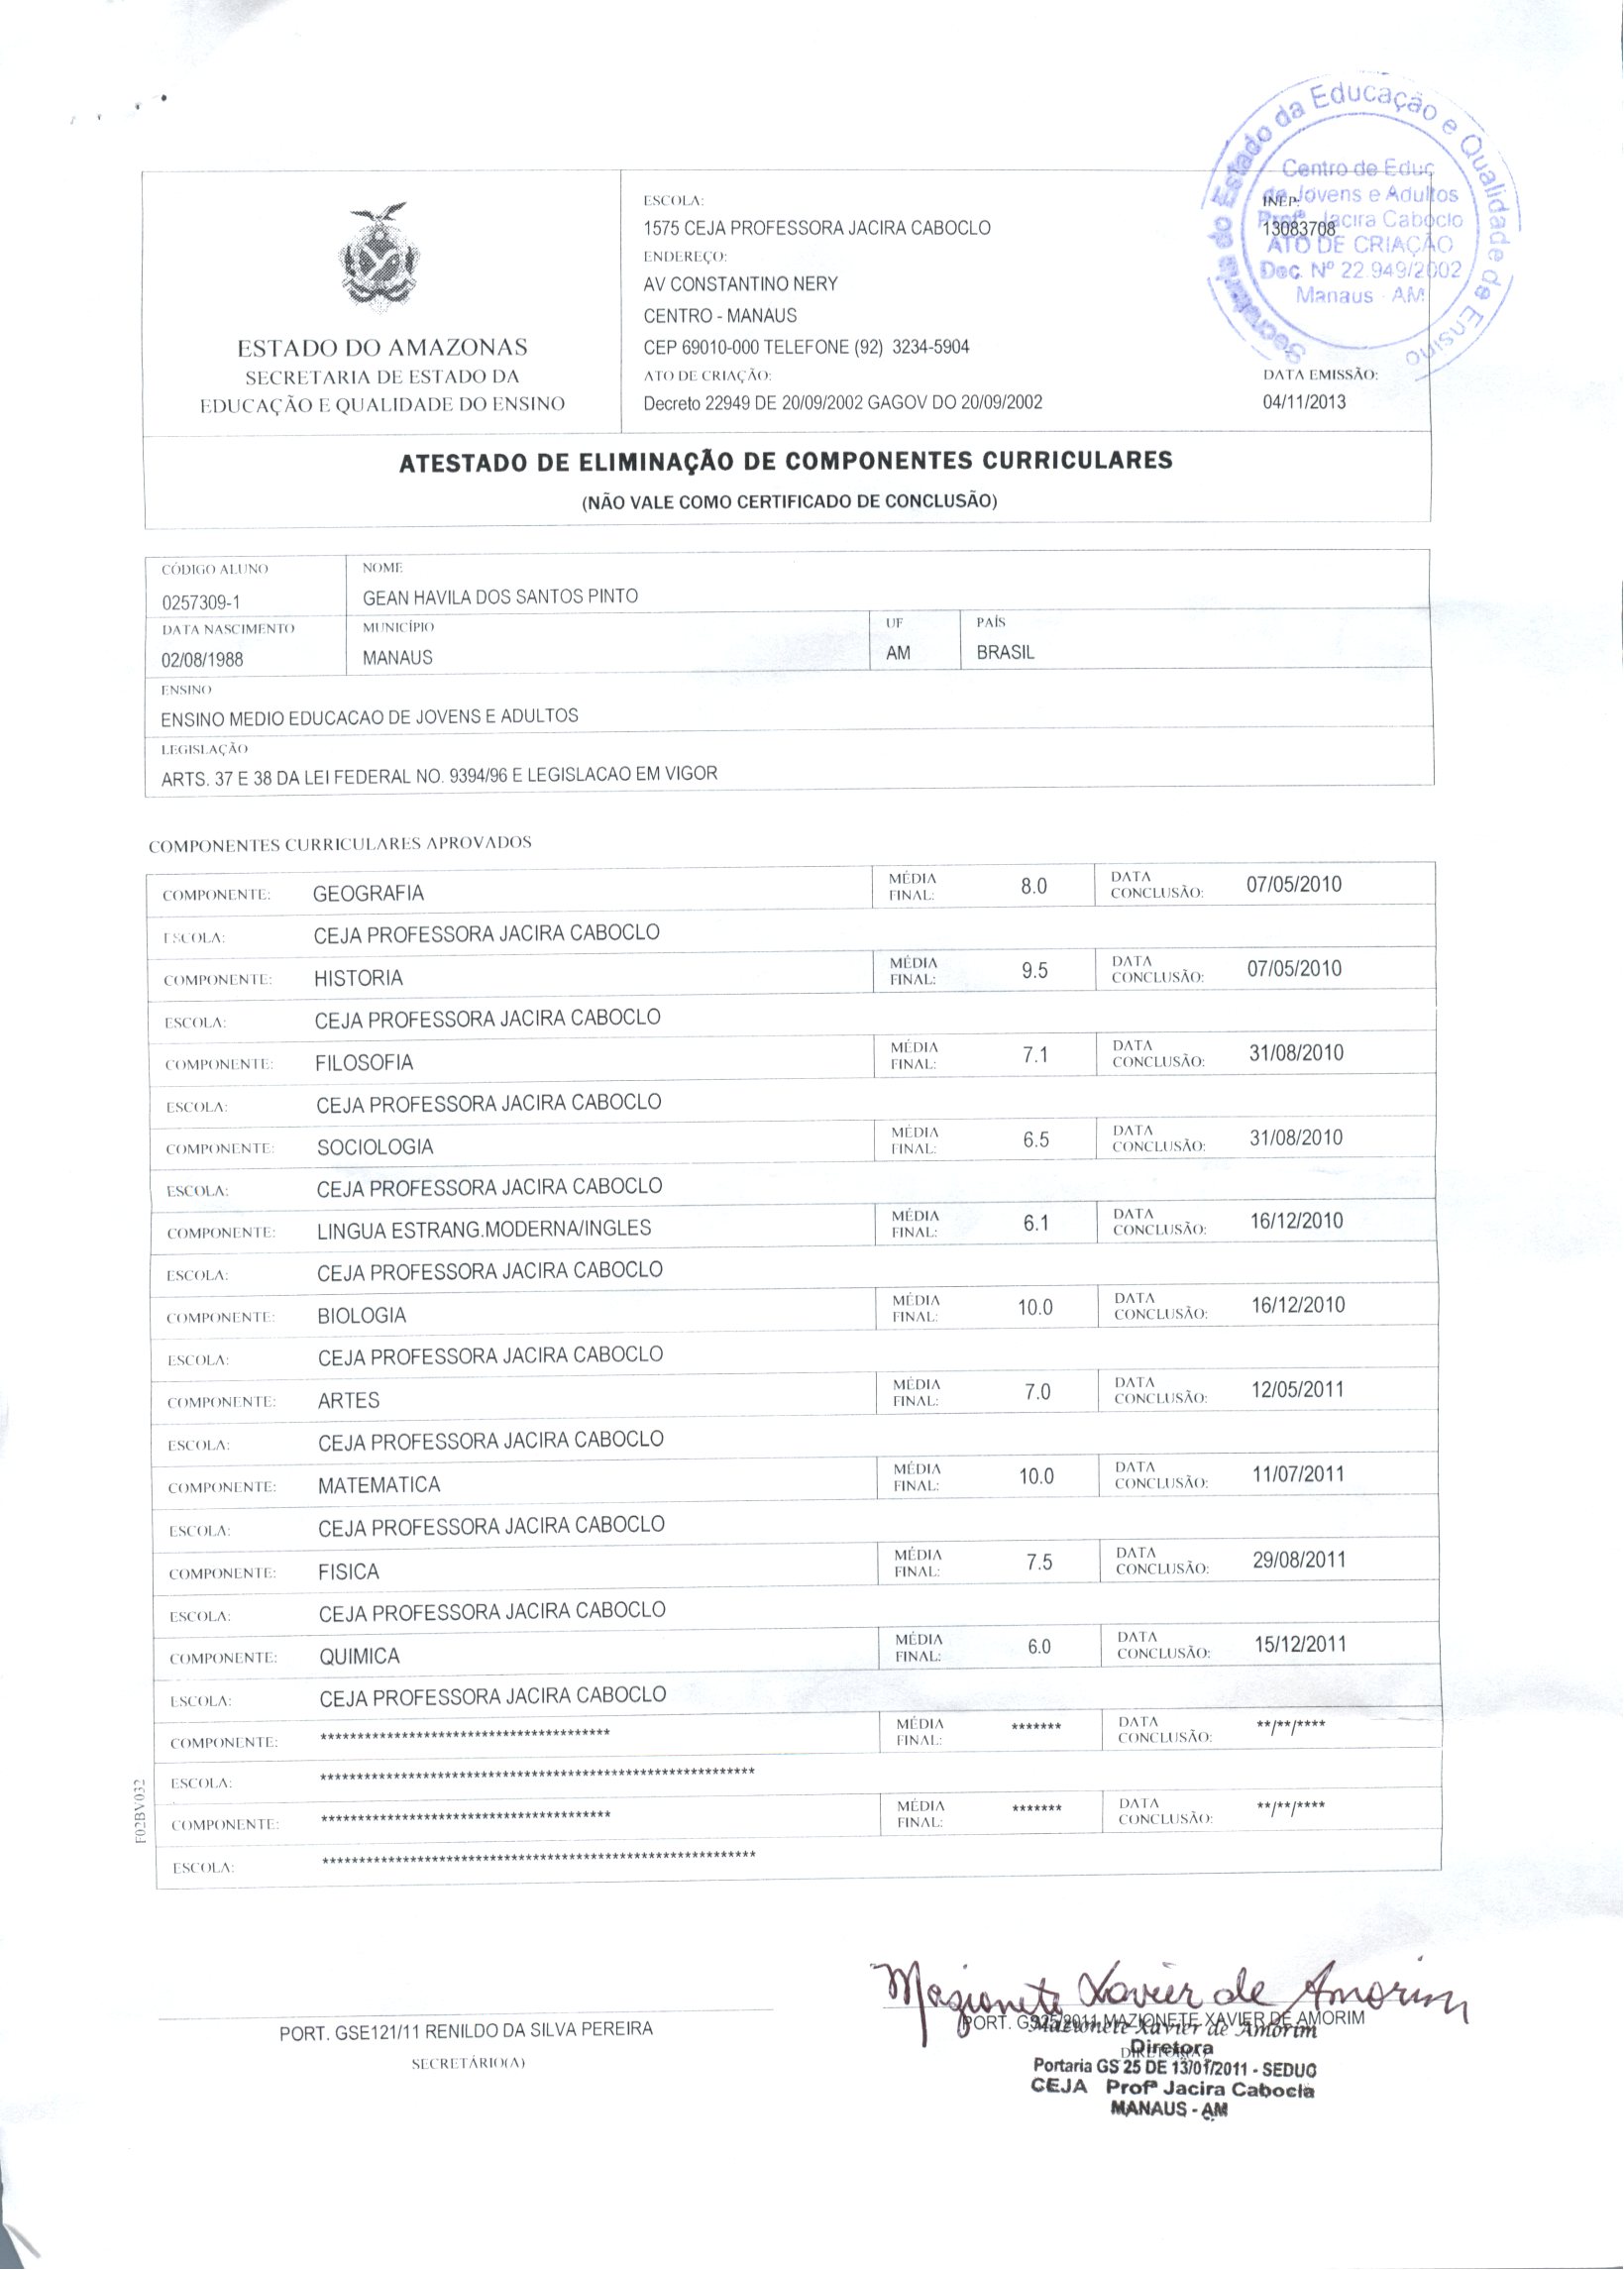 Secretaria do Estado da Educação e Qualidade de Ensino
Centro de Educ
de Jovens e Adultos
Profª Jacira Caboclo
ATO DE CRIAÇÃO
Dec. Nº 22.949/2002
Manaus - AM
ESTADO DO AMAZONAS
SECRETARIA DE ESTADO DA
EDUCAÇÃO E QUALIDADE DO ENSINO
ESCOLA:
1575 CEJA PROFESSORA JACIRA CABOCLO
ENDEREÇO:
AV CONSTANTINO NERY
CENTRO - MANAUS
CEP 69010-000 TELEFONE (92) 3234-5904
ATO DE CRIAÇÃO:
Decreto 22949 DE 20/09/2002 GAGOV DO 20/09/2002
INEP:
13083708
DATA EMISSÃO:
04/11/2013
ATESTADO DE ELIMINAÇÃO DE COMPONENTES CURRICULARES
(NÃO VALE COMO CERTIFICADO DE CONCLUSÃO)
CÓDIGO ALUNO NOME
0257309-1 GEAN HAVILA DOS SANTOS PINTO
DATA NASCIMENTO MUNICÍPIO UF PAÍS
02/08/1988 MANAUS AM BRASIL
ENSINO
ENSINO MEDIO EDUCACAO DE JOVENS E ADULTOS
LEGISLAÇÃO
ARTS. 37 E 38 DA LEI FEDERAL NO. 9394/96 E LEGISLACAO EM VIGOR
COMPONENTES CURRICULARES APROVADOS
COMPONENTE: GEOGRAFIA MÉDIA FINAL: 8.0 DATA CONCLUSÃO: 07/05/2010
ESCOLA: CEJA PROFESSORA JACIRA CABOCLO
COMPONENTE: HISTORIA MÉDIA FINAL: 9.5 DATA CONCLUSÃO: 07/05/2010
ESCOLA: CEJA PROFESSORA JACIRA CABOCLO
COMPONENTE: FILOSOFIA MÉDIA FINAL: 7.1 DATA CONCLUSÃO: 31/08/2010
ESCOLA: CEJA PROFESSORA JACIRA CABOCLO
COMPONENTE: SOCIOLOGIA MÉDIA FINAL: 6.5 DATA CONCLUSÃO: 31/08/2010
ESCOLA: CEJA PROFESSORA JACIRA CABOCLO
COMPONENTE: LINGUA ESTRANG.MODERNA/INGLES MÉDIA FINAL: 6.1 DATA CONCLUSÃO: 16/12/2010
ESCOLA: CEJA PROFESSORA JACIRA CABOCLO
COMPONENTE: BIOLOGIA MÉDIA FINAL: 10.0 DATA CONCLUSÃO: 16/12/2010
ESCOLA: CEJA PROFESSORA JACIRA CABOCLO
COMPONENTE: ARTES MÉDIA FINAL: 7.0 DATA CONCLUSÃO: 12/05/2011
ESCOLA: CEJA PROFESSORA JACIRA CABOCLO
COMPONENTE: MATEMATICA MÉDIA FINAL: 10.0 DATA CONCLUSÃO: 11/07/2011
ESCOLA: CEJA PROFESSORA JACIRA CABOCLO
COMPONENTE: FISICA MÉDIA FINAL: 7.5 DATA CONCLUSÃO: 29/08/2011
ESCOLA: CEJA PROFESSORA JACIRA CABOCLO
COMPONENTE: QUIMICA MÉDIA FINAL: 6.0 DATA CONCLUSÃO: 15/12/2011
ESCOLA: CEJA PROFESSORA JACIRA CABOCLO
COMPONENTE: **************************************** MÉDIA FINAL: ******* DATA CONCLUSÃO: **/**/****
ESCOLA: ************************************************************
COMPONENTE: **************************************** MÉDIA FINAL: ******* DATA CONCLUSÃO: **/**/****
ESCOLA: ************************************************************
F02BV032
Mazionete Xavier de Amorim
PORT. GSE121/11 RENILDO DA SILVA PEREIRA
SECRETÁRIO(A)
PORT. GS25/2011 MAZIONETE XAVIER DE AMORIM
Mazionete Xavier de Amorim
Diretora
Portaria GS 25 DE 13/01/2011 - SEDUC
CEJA Profª Jacira Cabocla
MANAUS - AM